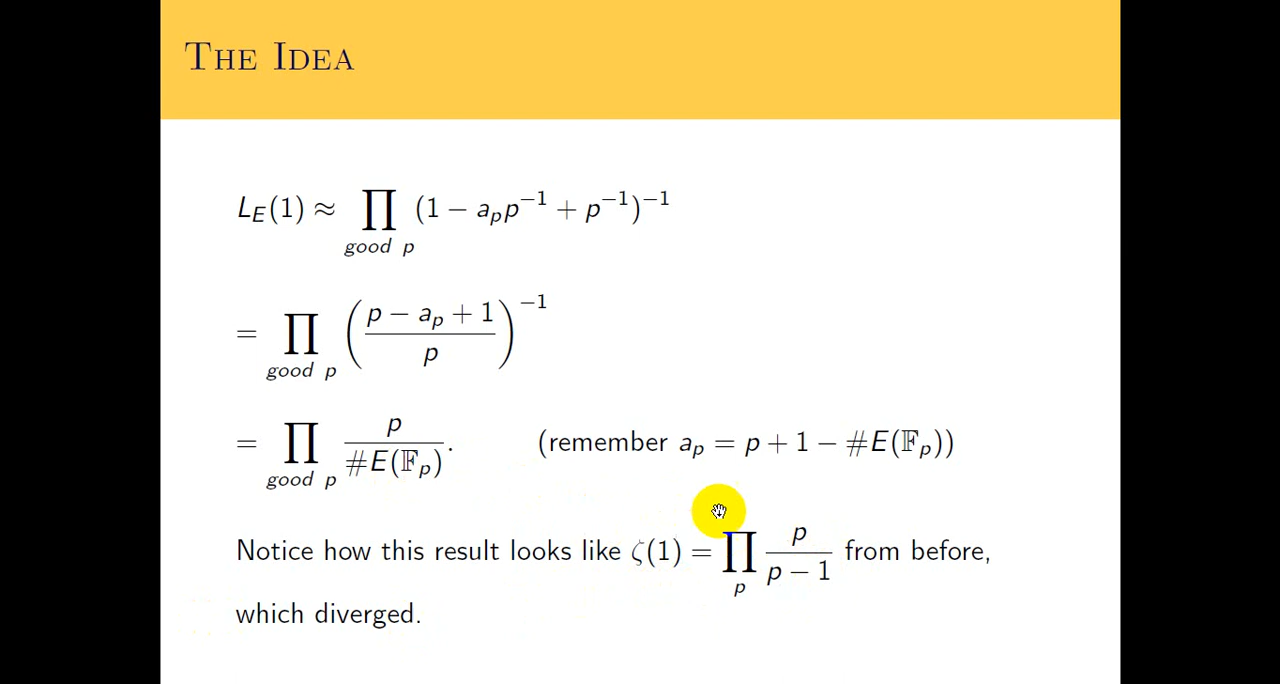 THE IDEA
L_E(1) ≈ ∏_{good p} (1 − a_p p^{−1} + p^{−1})^{−1}
= ∏_{good p} ((p − a_p + 1)/p)^{−1}
= ∏_{good p} p/#E(𝔽_p). (remember a_p = p + 1 − #E(𝔽_p))
Notice how this result looks like ζ(1) = ∏_p p/(p − 1) from before,
which diverged.